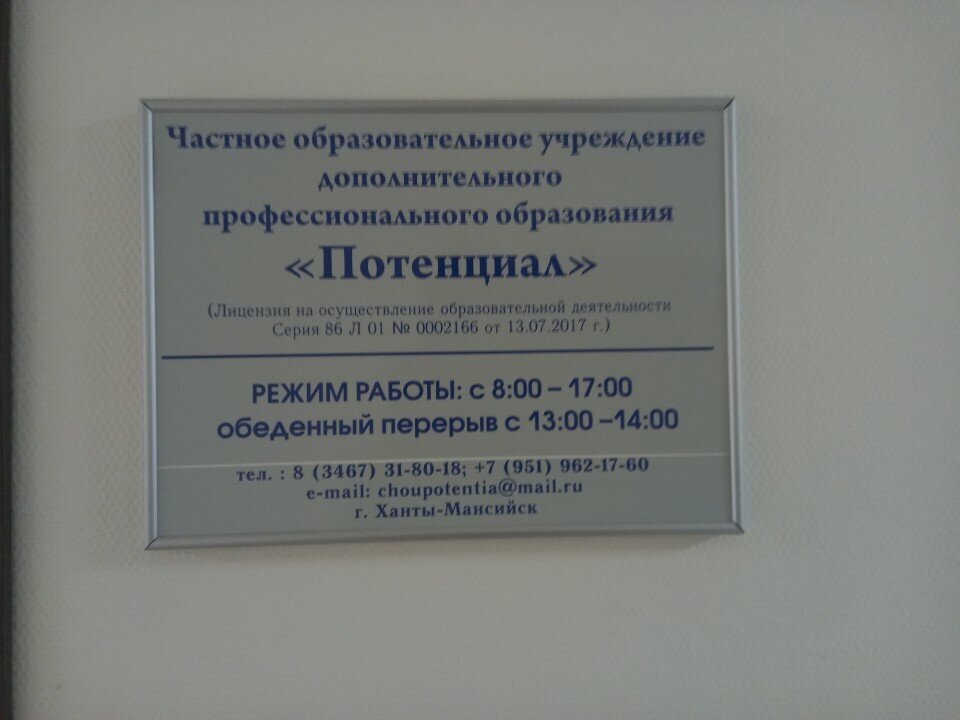 Частное образовательное учреждение
дополнительного
профессионального образования
«Потенциал»
(Лицензия на осуществление образовательной деятельности
Серия 86 Л 01 № 0002166 от 13.07.2017 г.)
РЕЖИМ РАБОТЫ: с 8:00 – 17:00
обеденный перерыв с 13:00 –14:00
тел. : 8 (3467) 31-80-18; +7 (951) 962-17-60
e-mail: choupotentia@mail.ru
г. Ханты-Мансийск